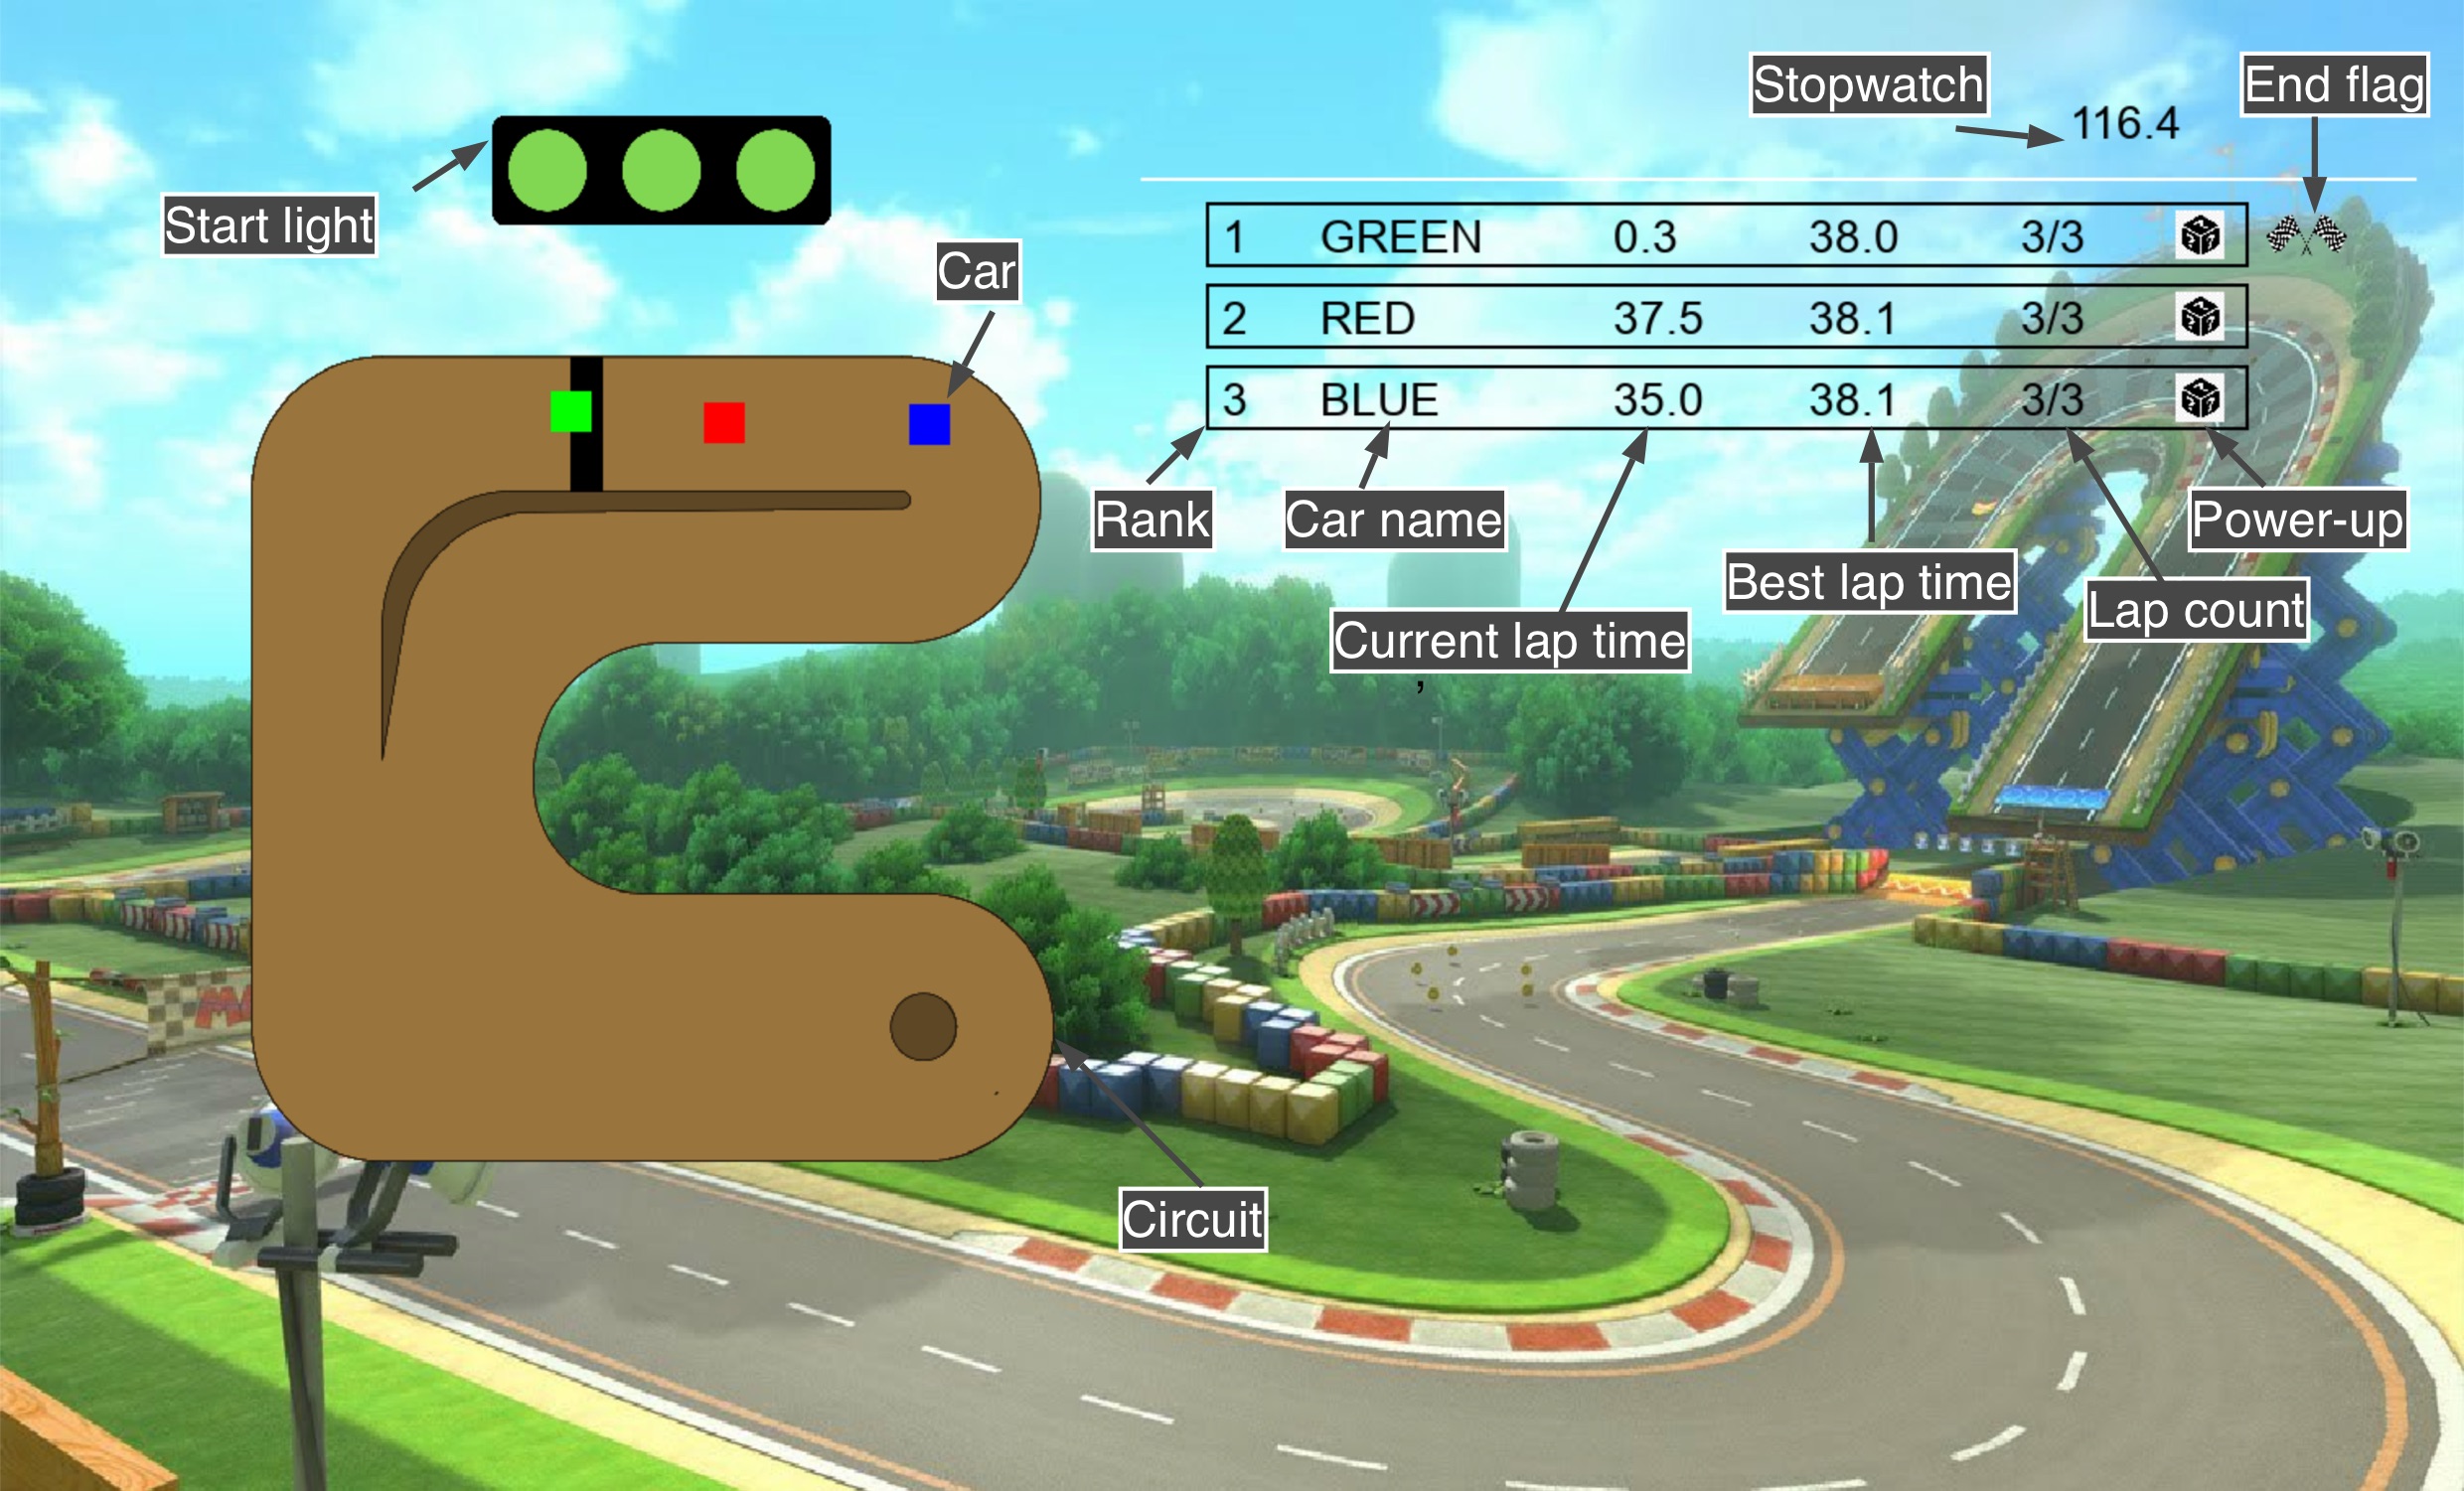 Stopwatch
End flag
116.4
Start light
1 GREEN 0.3 38.0 3/3
Car
2 RED 37.5 38.1 3/3
3 BLUE 35.0 38.1 3/3
Rank
Car name
Power-up
Best lap time
Lap count
Current lap time
,
Circuit